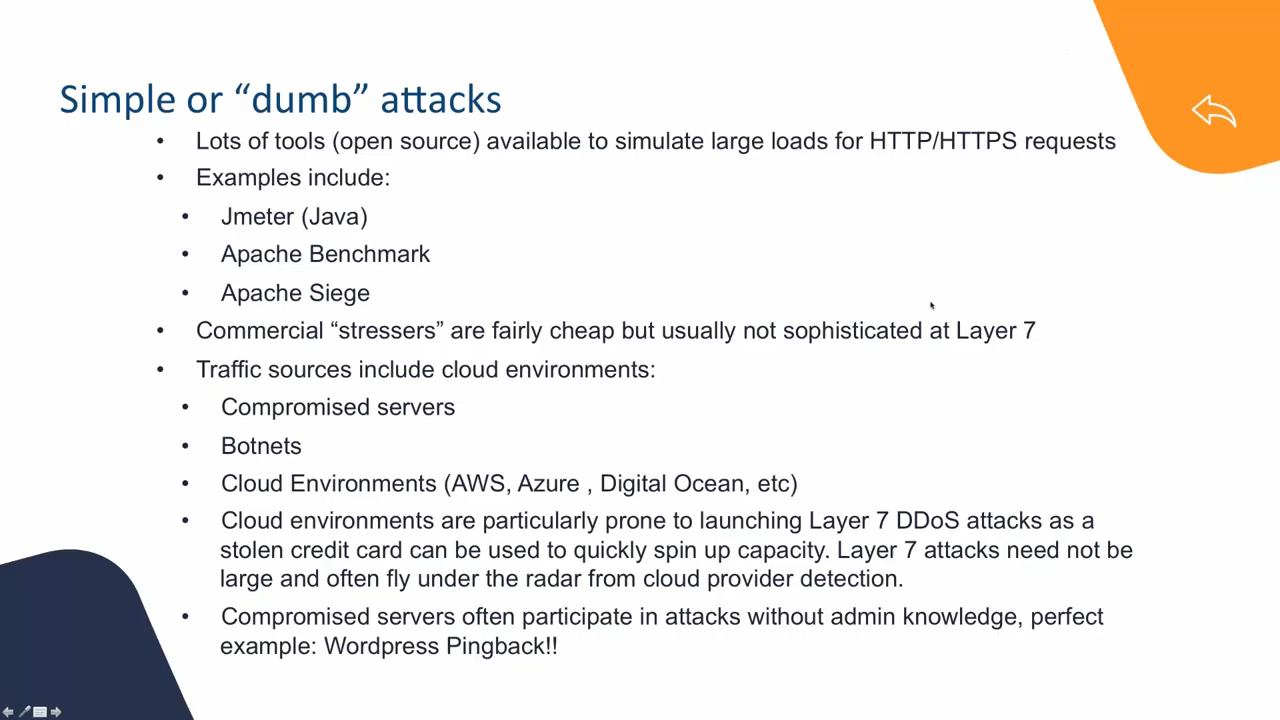 Simple or “dumb” attacks
• Lots of tools (open source) available to simulate large loads for HTTP/HTTPS requests
• Examples include:
• Jmeter (Java)
• Apache Benchmark
• Apache Siege
• Commercial “stressers” are fairly cheap but usually not sophisticated at Layer 7
• Traffic sources include cloud environments:
• Compromised servers
• Botnets
• Cloud Environments (AWS, Azure , Digital Ocean, etc)
• Cloud environments are particularly prone to launching Layer 7 DDoS attacks as a
stolen credit card can be used to quickly spin up capacity. Layer 7 attacks need not be
large and often fly under the radar from cloud provider detection.
• Compromised servers often participate in attacks without admin knowledge, perfect
example: Wordpress Pingback!!